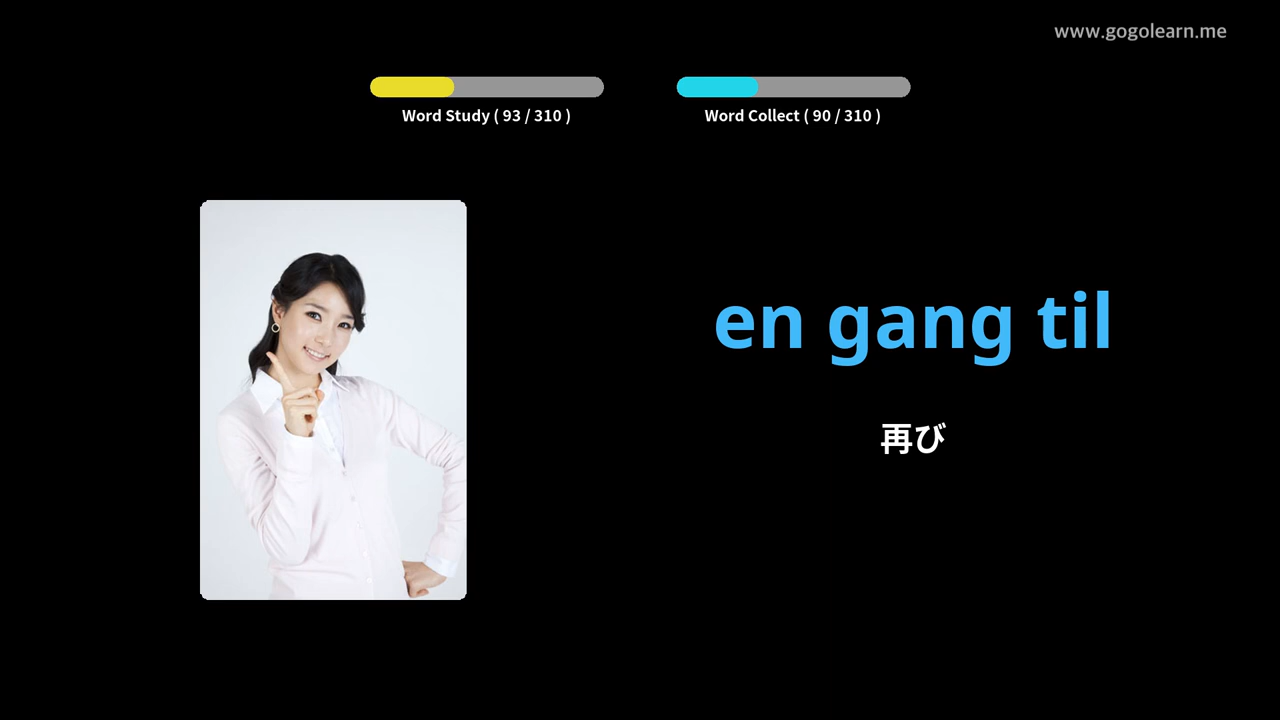 www.gogolearn.me
Word Study ( 93 / 310 )
Word Collect ( 90 / 310 )
en gang til
再び